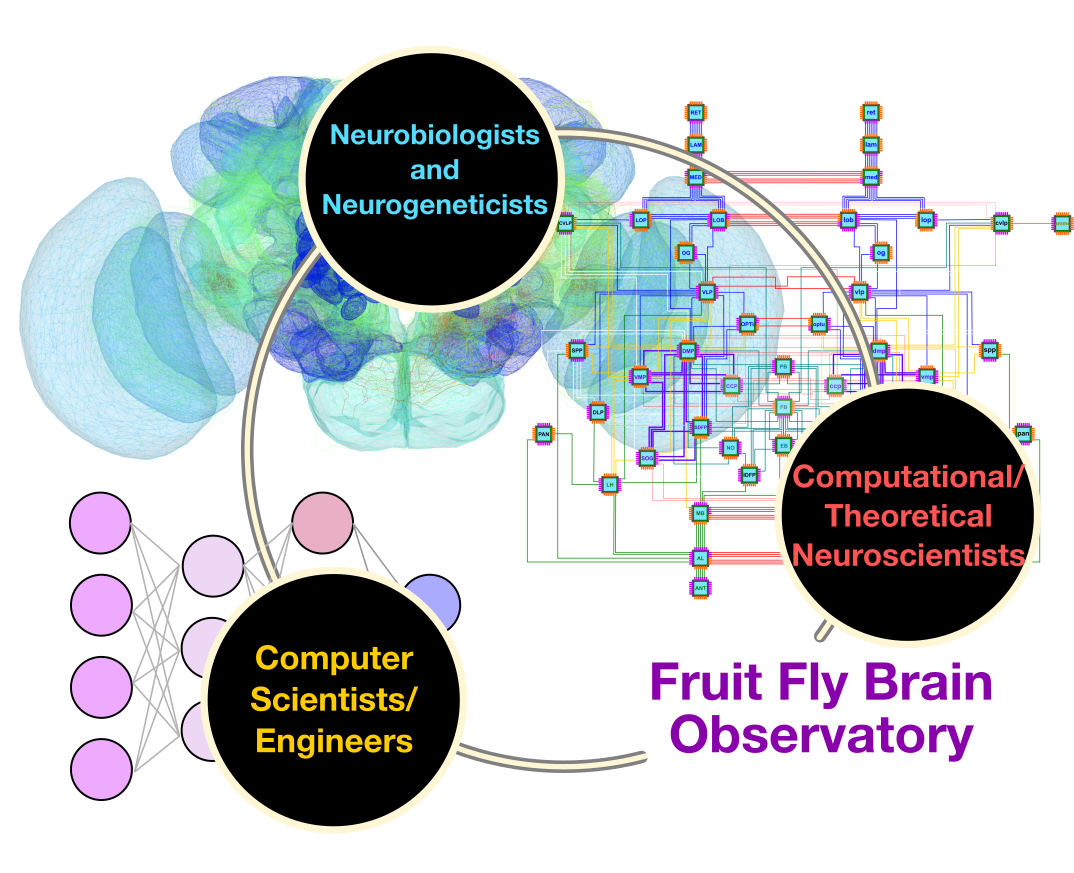 Neurobiologists
and
Neurogeneticists
RET
ret
LAM
lam
MED
med
CVLP
LOP
LOB
lob
lop
cvlp
OG
og
VLP
vlp
OPTU
optu
SPP
DMP
dmp
spp
PB
VMP
CCP
ccp
vmp
DLP
FB
SDFP
PAN
pan
NO
EB
SOG
IDFP
LH
MB
AL
ANT
Computational/
Theoretical
Neuroscientists
Computer
Scientists/
Engineers
Fruit Fly Brain
Observatory